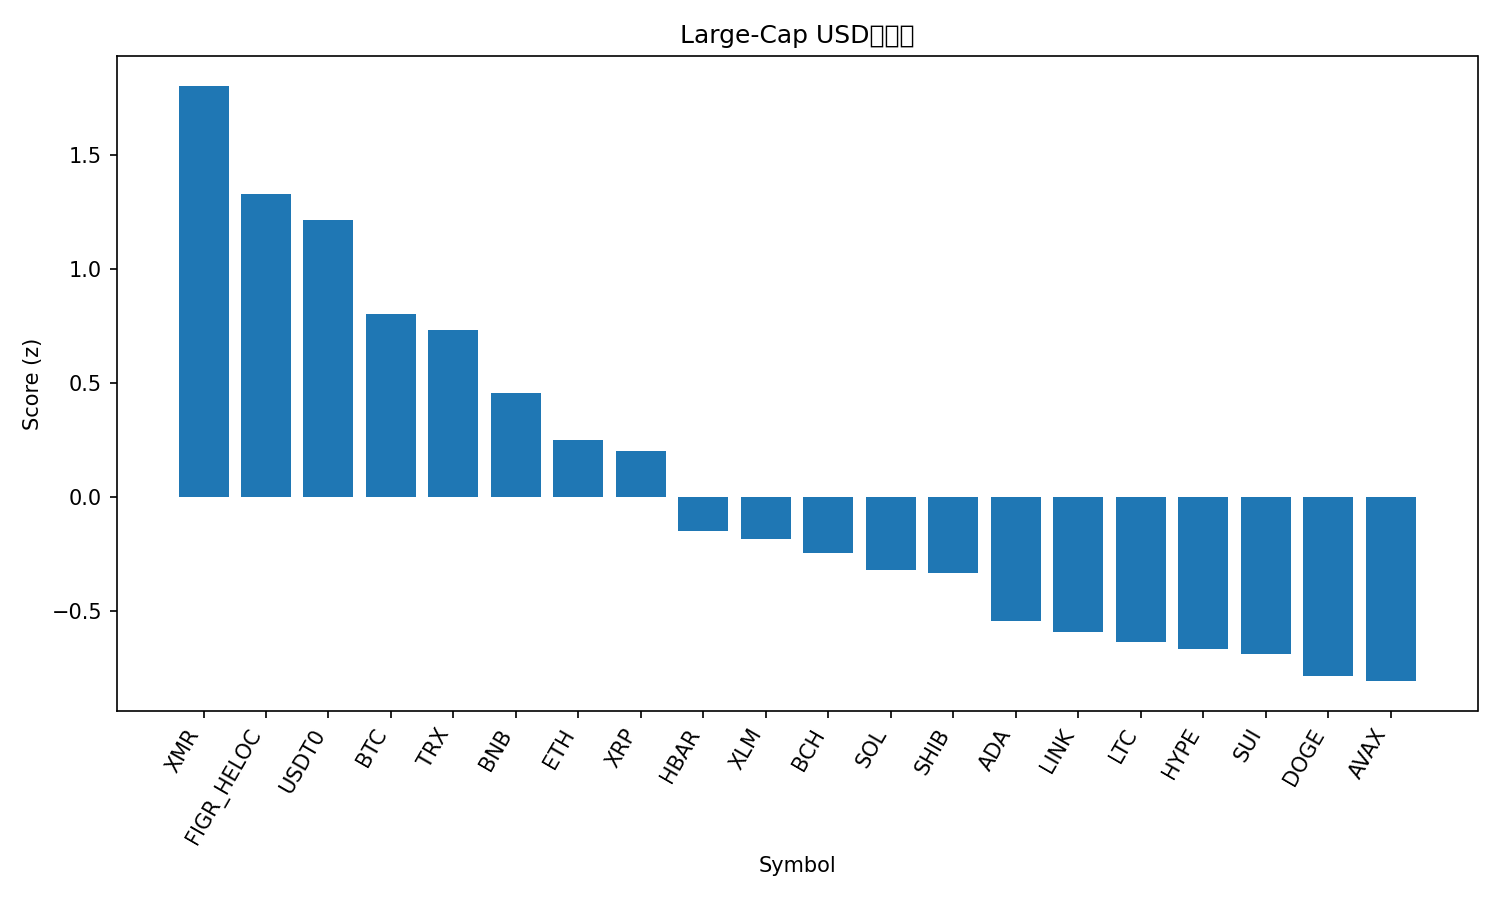 Large-Cap USD
Score (z)
1.5
1.0
0.5
0.0
−0.5
XMR
FIGR_HELOC
USDT0
BTC
TRX
BNB
ETH
XRP
HBAR
XLM
BCH
SOL
SHIB
ADA
LINK
LTC
HYPE
SUI
DOGE
AVAX
Symbol